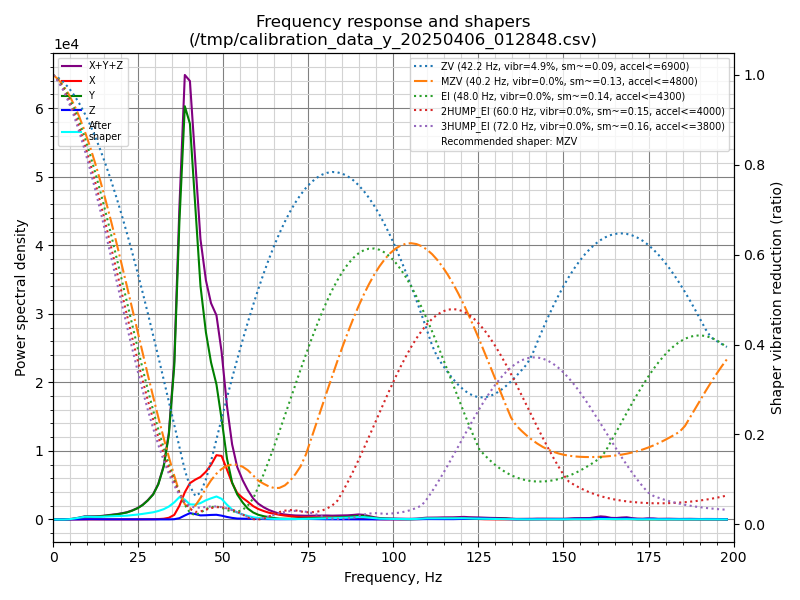 Frequency response and shapers
(/tmp/calibration_data_y_20250406_012848.csv)
1e4
X+Y+Z
X
Y
Z
After
shaper
ZV (42.2 Hz, vibr=4.9%, sm~=0.09, accel<=6900)
MZV (40.2 Hz, vibr=0.0%, sm~=0.13, accel<=4800)
EI (48.0 Hz, vibr=0.0%, sm~=0.14, accel<=4300)
2HUMP_EI (60.0 Hz, vibr=0.0%, sm~=0.15, accel<=4000)
3HUMP_EI (72.0 Hz, vibr=0.0%, sm~=0.16, accel<=3800)
Recommended shaper: MZV
Power spectral density
6
5
4
3
2
1
0
1.0
0.8
0.6
0.4
0.2
0.0
Shaper vibration reduction (ratio)
0 25 50 75 100 125 150 175 200
Frequency, Hz